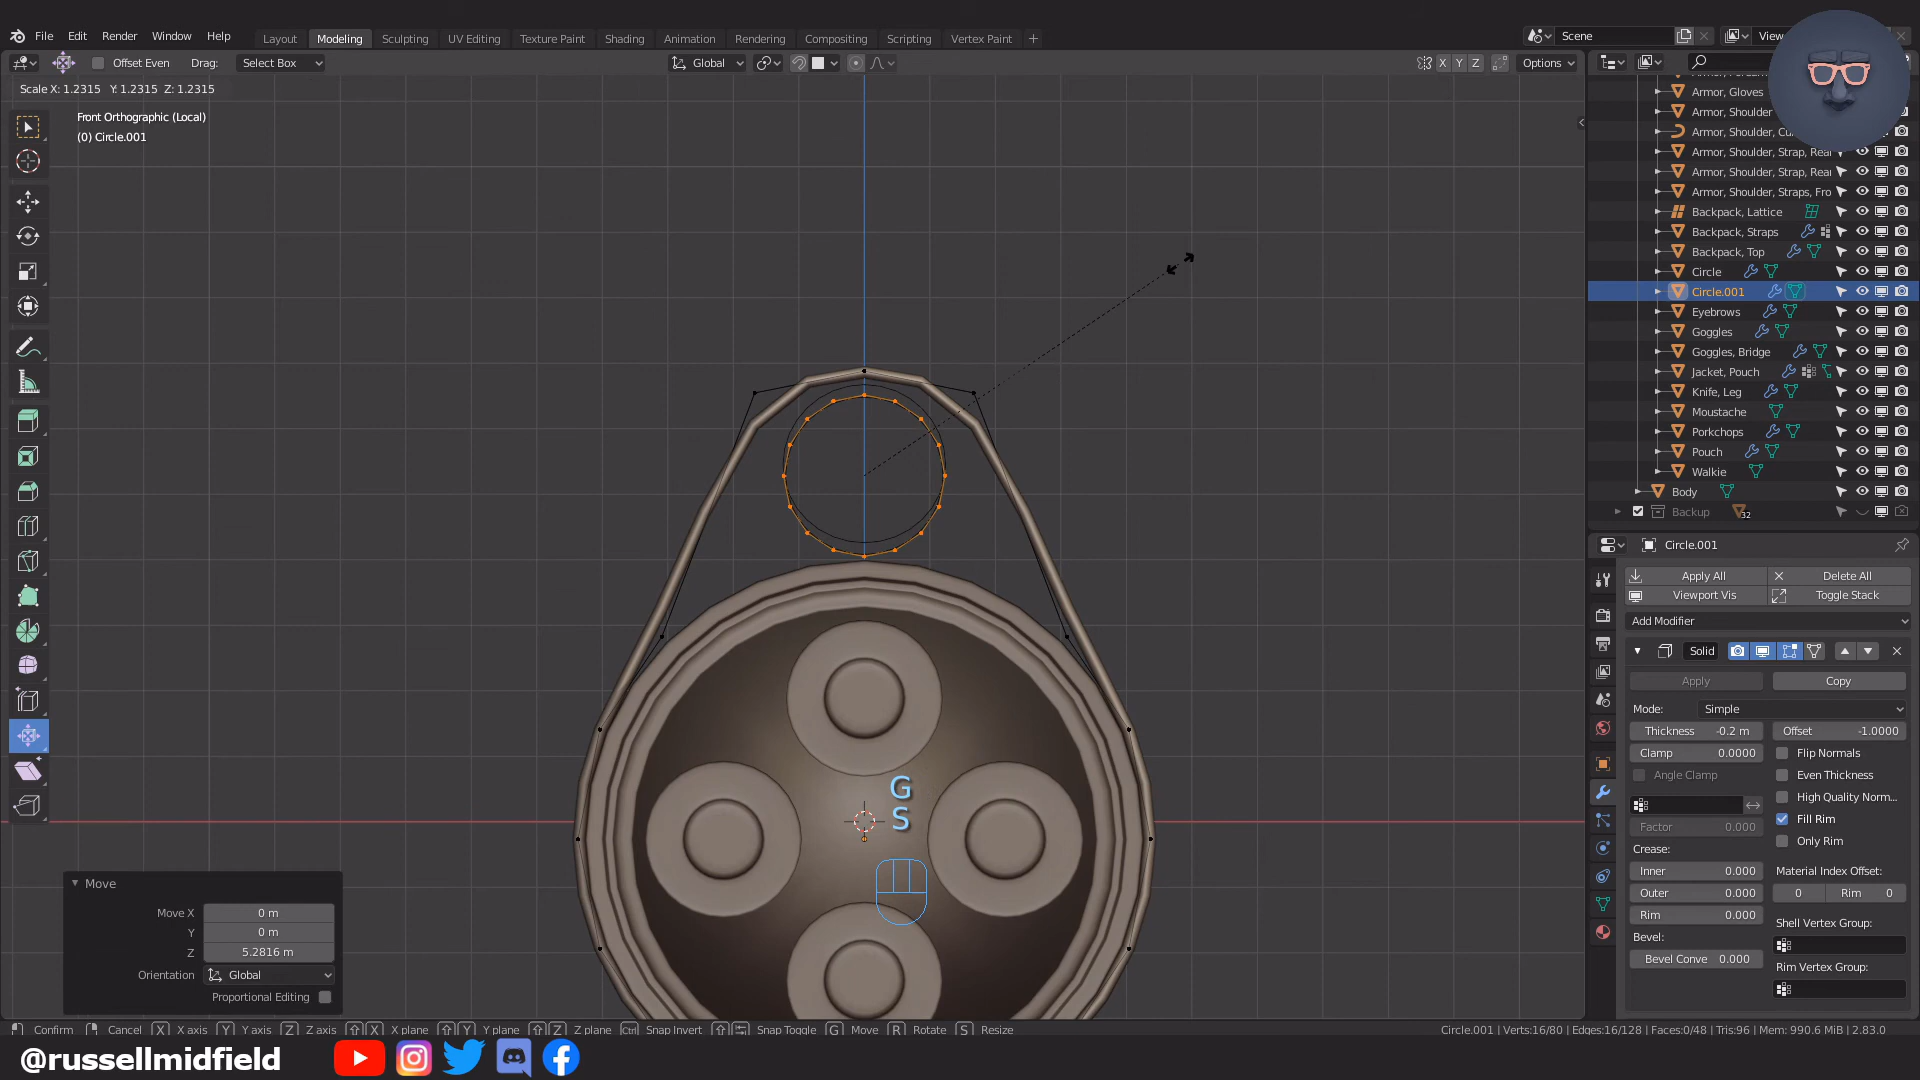 File Edit Render Window Help
Layout Modeling Sculpting UV Editing Texture Paint Shading Animation Rendering Compositing Scripting Vertex Paint +
Scene
View
Offset Even Drag: Select Box
Global
X Y Z Options
Scale X: 1.2315 Y: 1.2315 Z: 1.2315
Front Orthographic (Local)
(0) Circle.001
Armor, Gloves
Armor, Shoulder
Armor, Shoulder, Cu
Armor, Shoulder, Strap, Rear
Armor, Shoulder, Strap, Rear
Armor, Shoulder, Straps, Fro
Backpack, Lattice
Backpack, Straps
Backpack, Top
Circle
Circle.001
Eyebrows
Goggles
Goggles, Bridge
Jacket, Pouch
Knife, Leg
Moustache
Porkchops
Pouch
Walkie
Body
Backup 32
Circle.001
Apply All Delete All
Viewport Vis Toggle Stack
Add Modifier
Solid
Apply Copy
Mode: Simple
Thickness -0.2 m Offset -1.0000
Clamp 0.0000 Flip Normals
Angle Clamp Even Thickness
High Quality Norm...
Factor 0.000 Fill Rim
Only Rim
Crease:
Inner 0.000 Material Index Offset:
Outer 0.000 0 Rim 0
Rim 0.000 Shell Vertex Group:
Bevel:
Bevel Conve 0.000 Rim Vertex Group:
G
S
Move
Move X 0 m
Y 0 m
Z 5.2816 m
Orientation Global
Proportional Editing
Confirm Cancel X X axis Y Y axis Z Z axis X X plane Y Y plane Z Z plane Ctrl Snap Invert Snap Toggle G Move R Rotate S Resize
Circle.001 | Verts:16/80 | Edges:16/128 | Faces:0/48 | Tris:96 | Mem: 990.6 MiB | 2.83.0
@russellmidfield